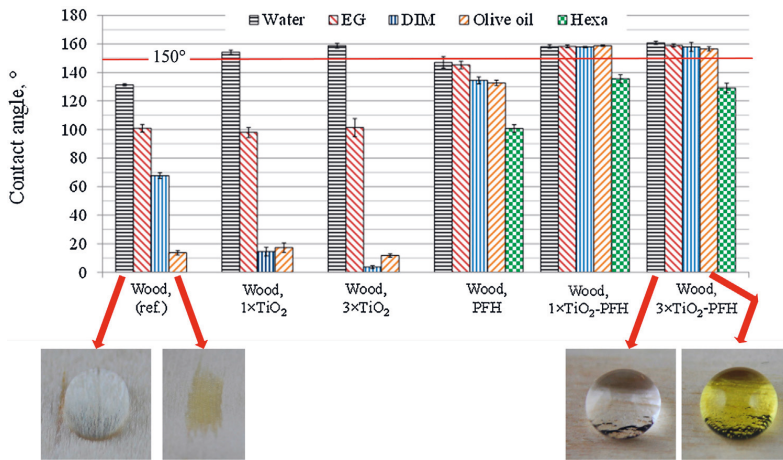 Water EG DIM Olive oil Hexa
Contact angle, °
180
160
140
120
100
80
60
40
20
0
150°
Wood, (ref.)
Wood, 1×TiO₂
Wood, 3×TiO₂
Wood, PFH
Wood, 1×TiO₂-PFH
Wood, 3×TiO₂-PFH